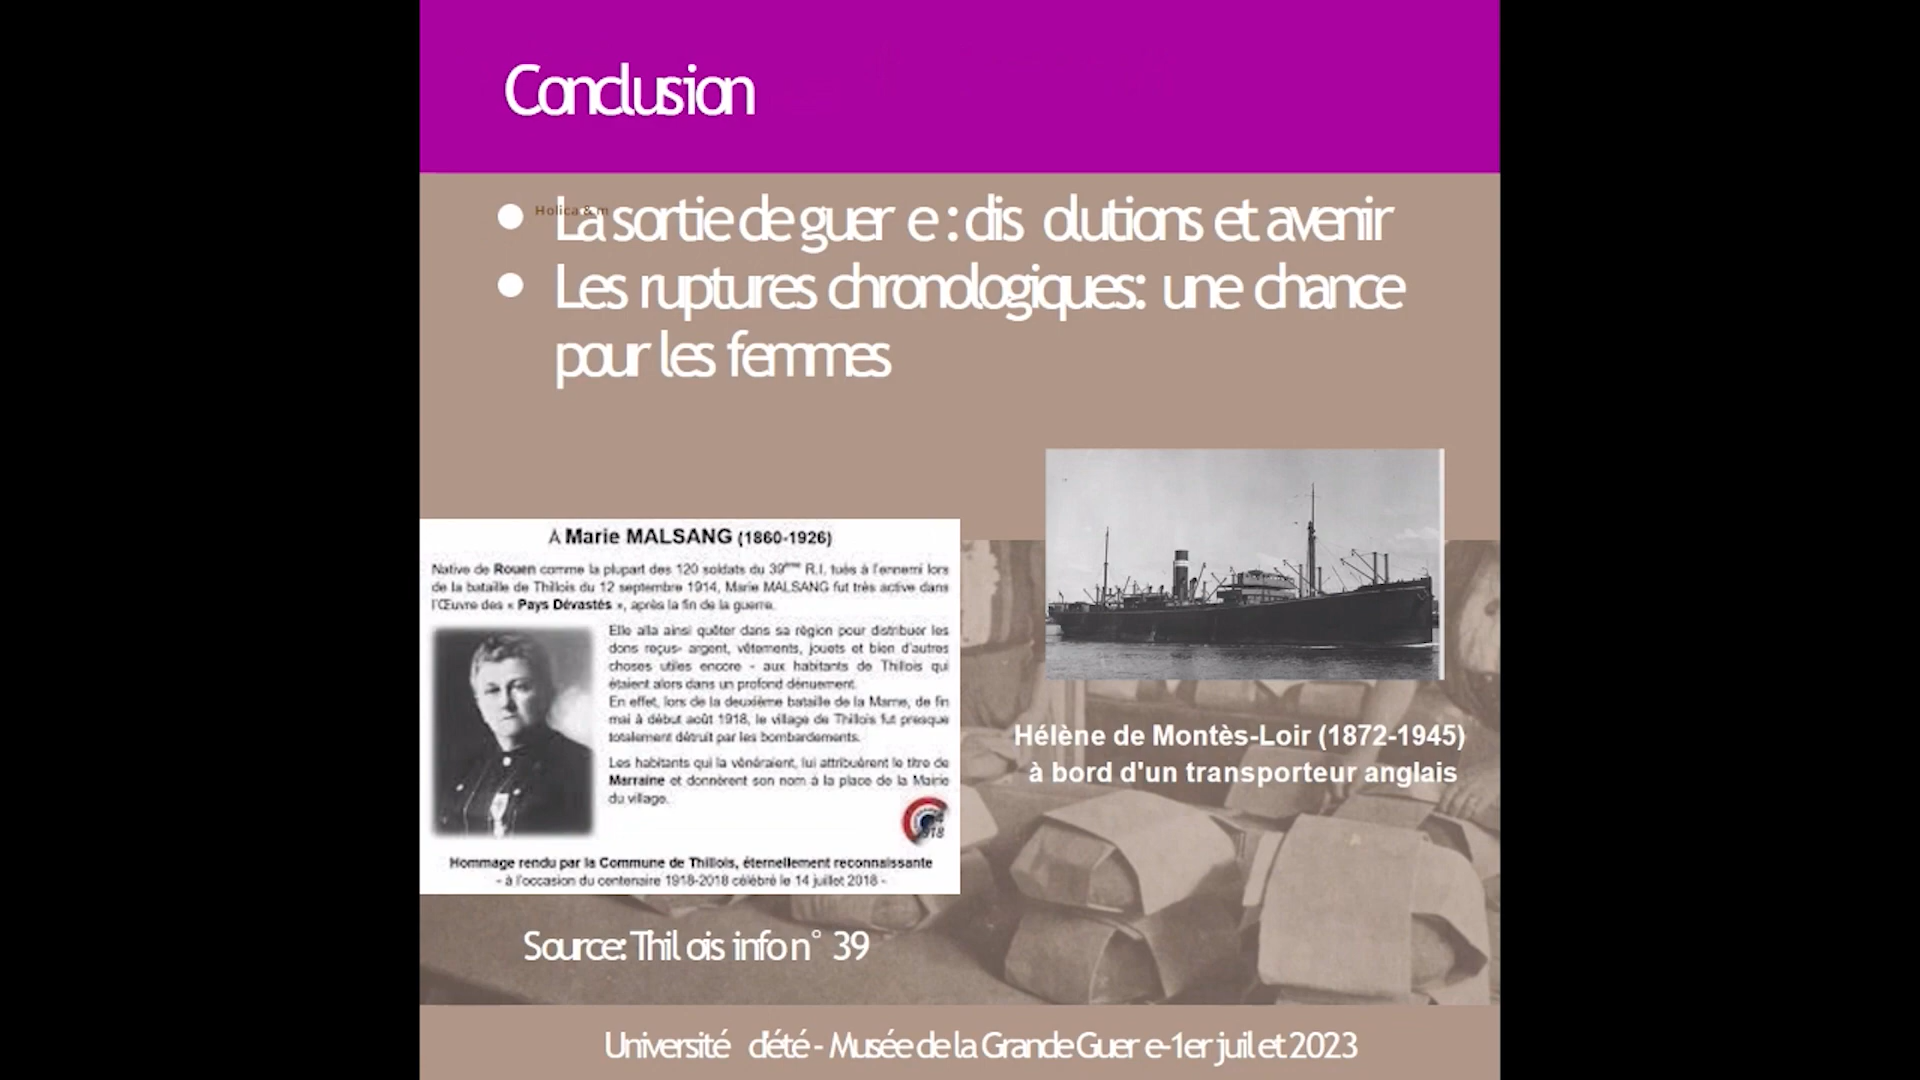 Conclusion
Holica & m
La sortie de guer e : dis olutions et avenir
Les ruptures chronologiques: une chance
pour les femmes
À Marie MALSANG (1860-1926)
Native de Rouen comme la plupart des 120 soldats du 39ème R.I. tués à l'ennemi lors
de la bataille de Thillois du 12 septembre 1914, Marie MALSANG fut très active dans
l'Œuvre des « Pays Dévastés », après la fin de la guerre.
Elle alla ainsi quêter dans sa région pour distribuer les
dons reçus- argent, vêtements, jouets et bien d'autres
choses utiles encore - aux habitants de Thillois qui
étaient alors dans un profond dénuement.
En effet, lors de la deuxième bataille de la Marne, de fin
mai à début août 1918, le village de Thillois fut presque
totalement détruit par les bombardements.
Les habitants qui la vénéraient, lui attribuèrent le titre de
Marraine et donnèrent son nom à la place de la Mairie
du village.
Hommage rendu par la Commune de Thillois, éternellement reconnaissante
- à l'occasion du centenaire 1918-2018 célébré le 14 juillet 2018 -
Hélène de Montès-Loir (1872-1945)
à bord d'un transporteur anglais
Source: Thil ois info n° 39
Université d'été - Musée de la Grande Guer e-1er juil et 2023